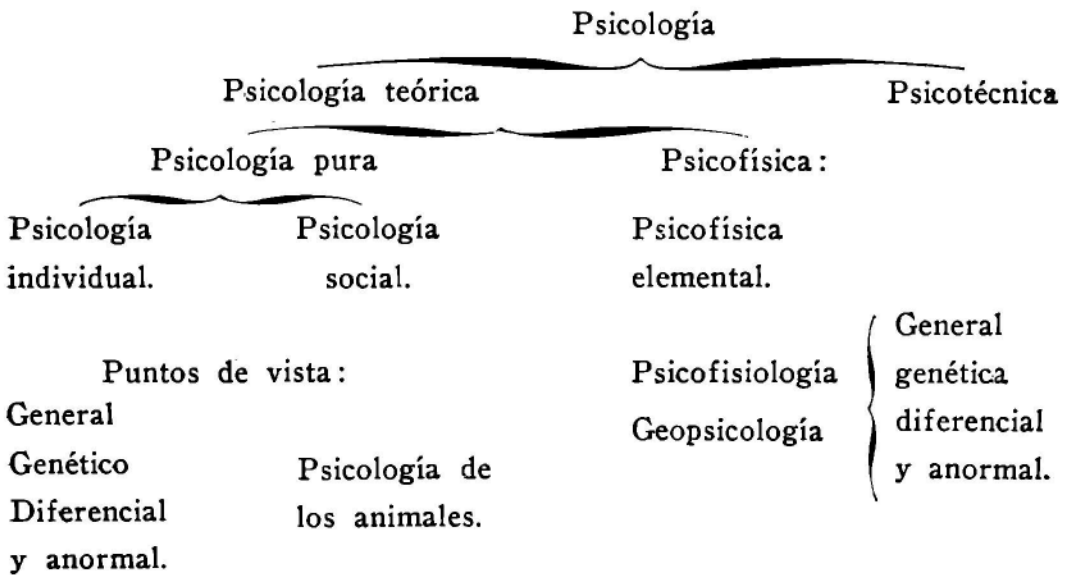 Psicología
Psicología teórica
Psicotécnica
Psicología pura
Psicofísica:
Psicología
individual.
Psicología
social.
Psicofísica
elemental.
Puntos de vista:
General
Genético
Diferencial
y anormal.
Psicología de
los animales.
Psicofisiología
Geopsicología
General
genética
diferencial
y anormal.